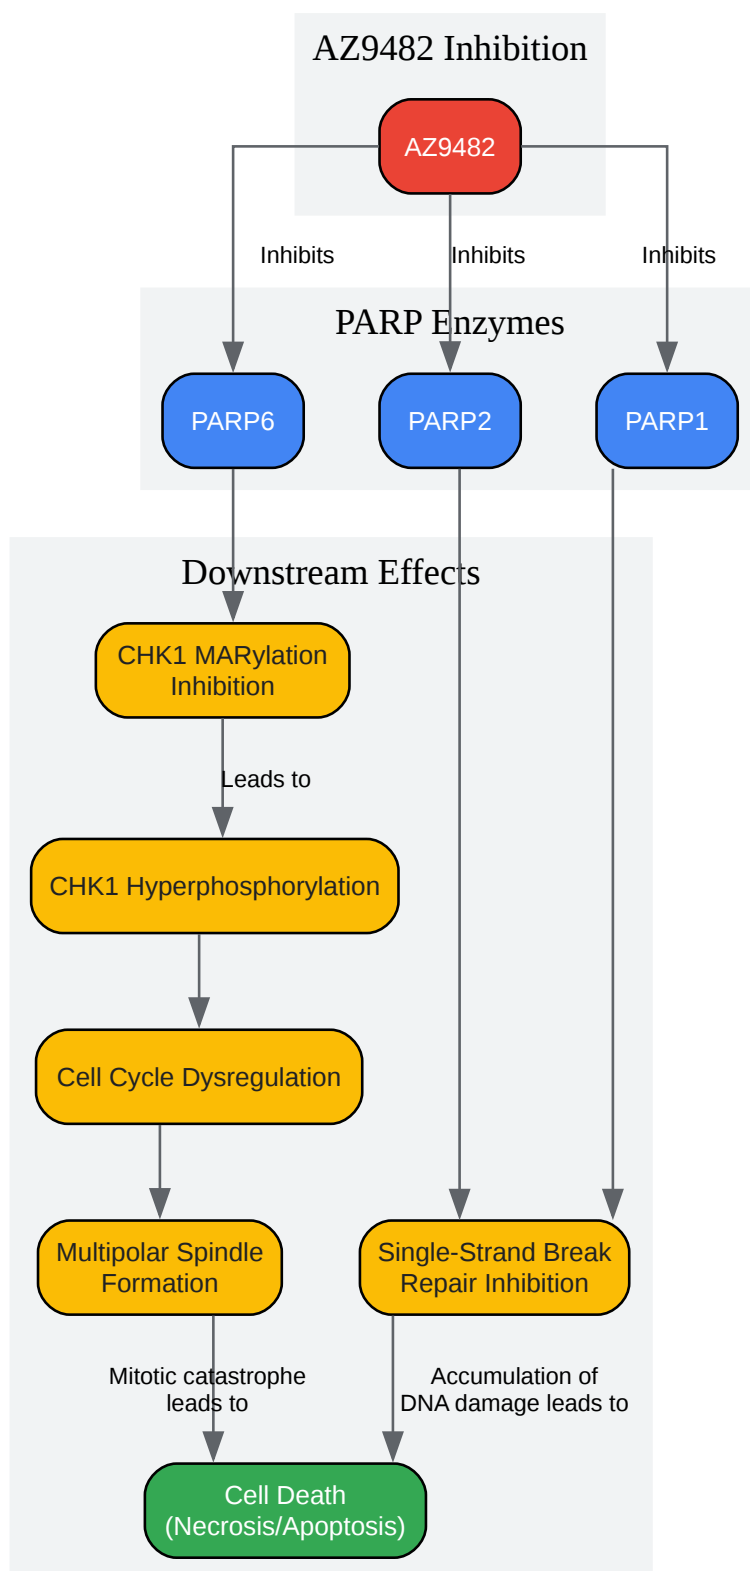 AZ9482 Inhibition
AZ9482
Inhibits
Inhibits
Inhibits
PARP Enzymes
PARP6
PARP2
PARP1
Downstream Effects
CHK1 MARylation
Inhibition
Leads to
CHK1 Hyperphosphorylation
Cell Cycle Dysregulation
Multipolar Spindle
Formation
Single-Strand Break
Repair Inhibition
Mitotic catastrophe
leads to
Accumulation of
DNA damage leads to
Cell Death
(Necrosis/Apoptosis)